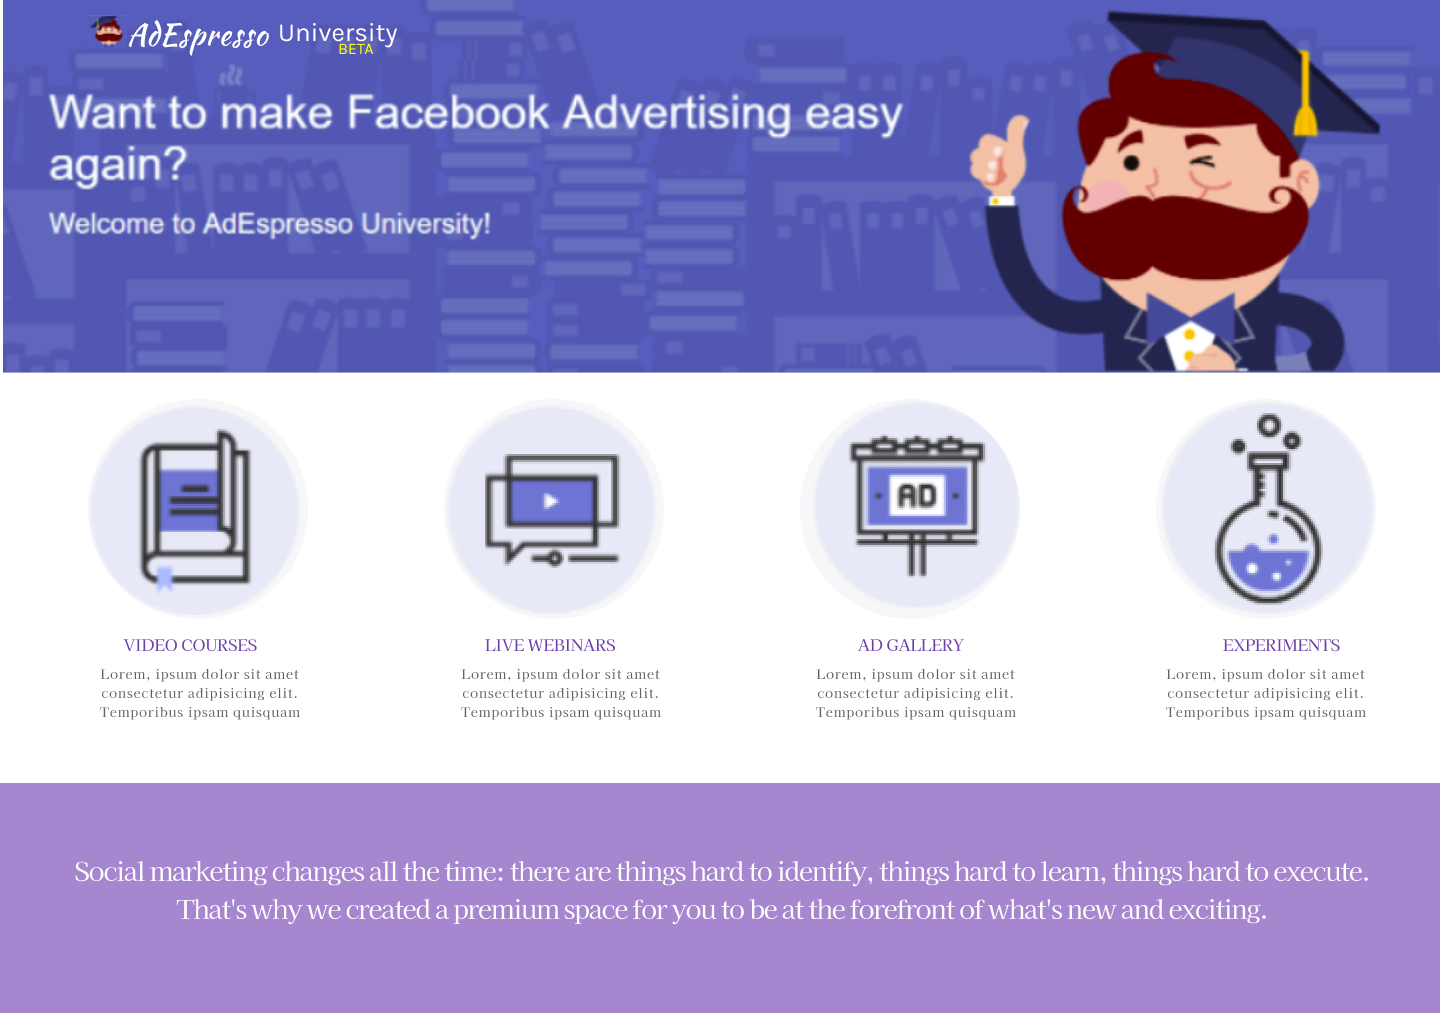 AdEspresso University
BETA
Want to make Facebook Advertising easy
again?
Welcome to AdEspresso University!
AD
VIDEO COURSES
Lorem, ipsum dolor sit amet
consectetur adipisicing elit.
Temporibus ipsam quisquam
LIVE WEBINARS
Lorem, ipsum dolor sit amet
consectetur adipisicing elit.
Temporibus ipsam quisquam
AD GALLERY
Lorem, ipsum dolor sit amet
consectetur adipisicing elit.
Temporibus ipsam quisquam
EXPERIMENTS
Lorem, ipsum dolor sit amet
consectetur adipisicing elit.
Temporibus ipsam quisquam
Social marketing changes all the time: there are things hard to identify, things hard to learn, things hard to execute.
That's why we created a premium space for you to be at the forefront of what's new and exciting.